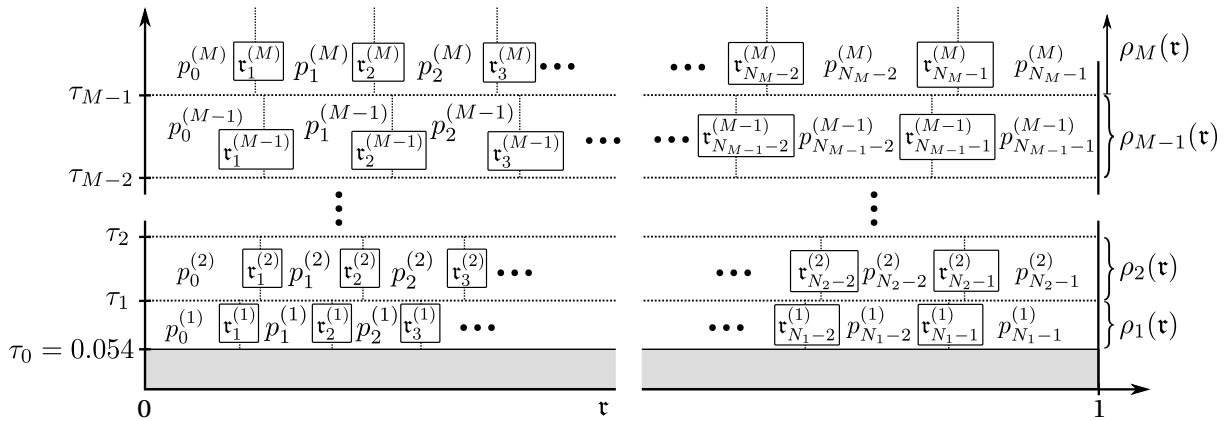 p_0^{(M)} 𝔯_1^{(M)} p_1^{(M)} 𝔯_2^{(M)} p_2^{(M)} 𝔯_3^{(M)} ••• ••• 𝔯_{N_M-2}^{(M)} p_{N_M-2}^{(M)} 𝔯_{N_M-1}^{(M)} p_{N_M-1}^{(M)} ρ_M(𝔯)
τ_{M-1}
p_0^{(M-1)} 𝔯_1^{(M-1)} p_1^{(M-1)} 𝔯_2^{(M-1)} p_2^{(M-1)} 𝔯_3^{(M-1)} ••• ••• 𝔯_{N_{M-1}-2}^{(M-1)} p_{N_{M-1}-2}^{(M-1)} 𝔯_{N_{M-1}-1}^{(M-1)} p_{N_{M-1}-1}^{(M-1)} ρ_{M-1}(𝔯)
τ_{M-2}
τ_2
p_0^{(2)} 𝔯_1^{(2)} p_1^{(2)} 𝔯_2^{(2)} p_2^{(2)} 𝔯_3^{(2)} ••• ••• 𝔯_{N_2-2}^{(2)} p_{N_2-2}^{(2)} 𝔯_{N_2-1}^{(2)} p_{N_2-1}^{(2)} ρ_2(𝔯)
τ_1
p_0^{(1)} 𝔯_1^{(1)} p_1^{(1)} 𝔯_2^{(1)} p_2^{(1)} 𝔯_3^{(1)} ••• ••• 𝔯_{N_1-2}^{(1)} p_{N_1-2}^{(1)} 𝔯_{N_1-1}^{(1)} p_{N_1-1}^{(1)} ρ_1(𝔯)
τ_0 = 0.054
0 𝔯 1